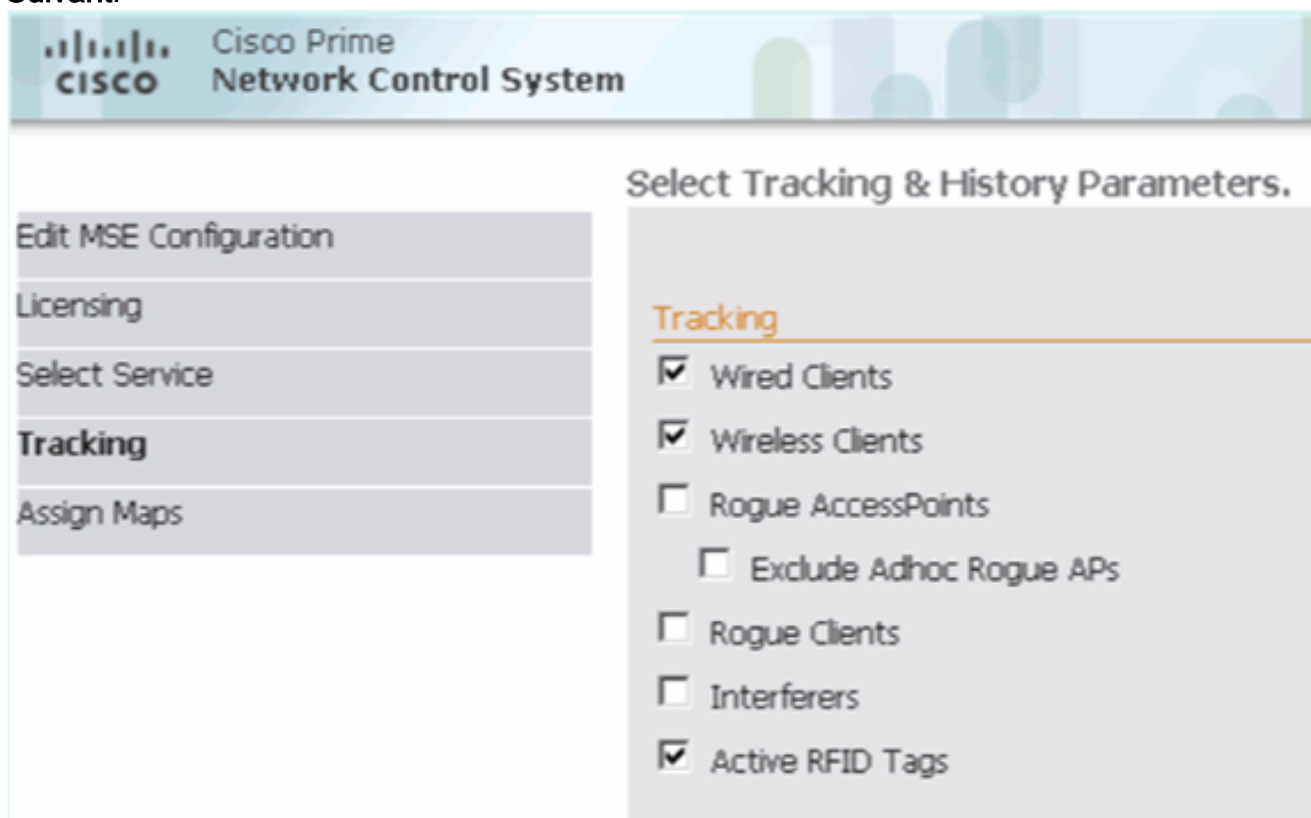 Suivant.
Cisco Prime
CISCO Network Control System
Select Tracking & History Parameters.
Edit MSE Configuration
Licensing
Select Service
Tracking
Assign Maps
Tracking
Wired Clients
Wireless Clients
Rogue AccessPoints
Exclude Adhoc Rogue APs
Rogue Clients
Interferers
Active RFID Tags